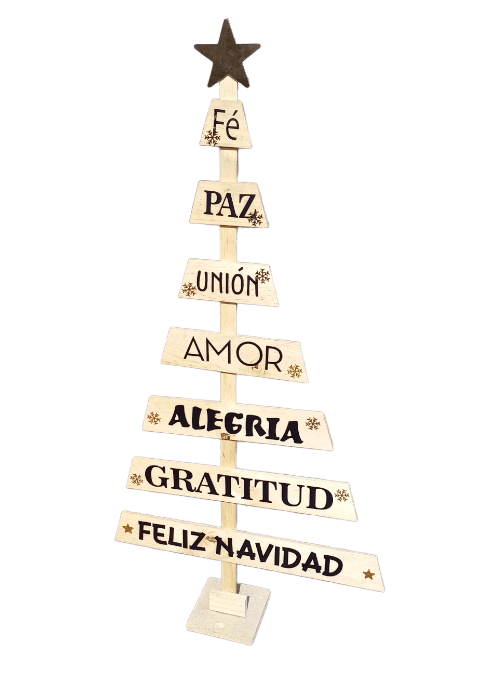 Fé
PAZ
UNIÓN
AMOR
ALEGRIA
GRATITUD
FELIZ NAVIDAD